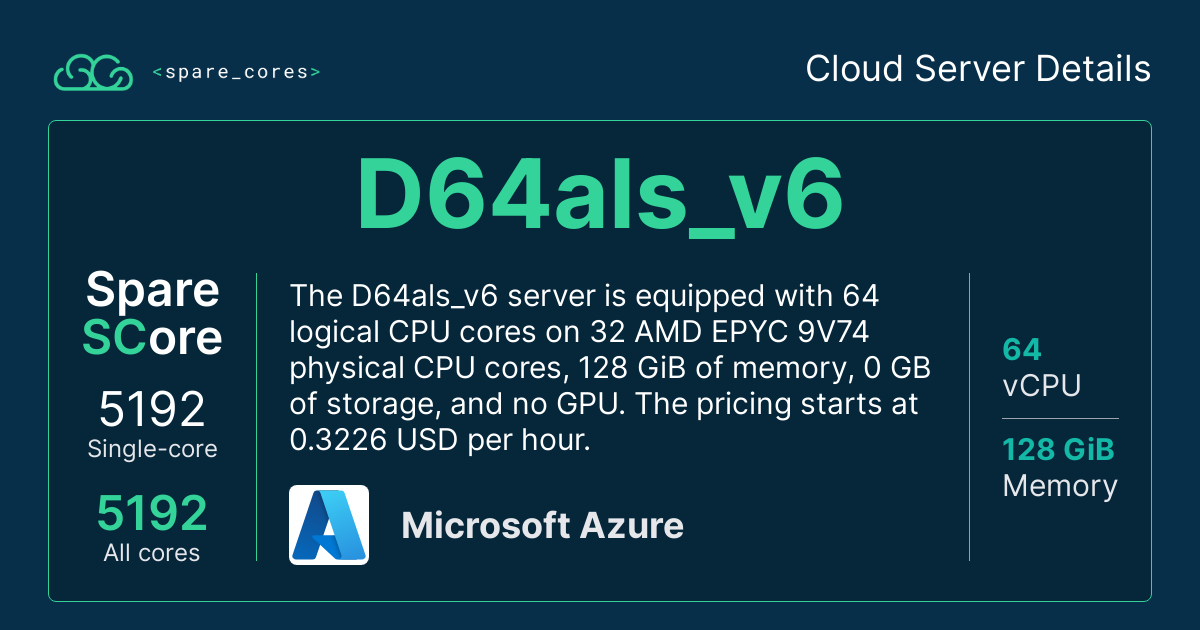 <spare_cores>
Cloud Server Details
D64als_v6
Spare
SCore
5192
Single-core
5192
All cores
The D64als_v6 server is equipped with 64
logical CPU cores on 32 AMD EPYC 9V74
physical CPU cores, 128 GiB of memory, 0 GB
of storage, and no GPU. The pricing starts at
0.3226 USD per hour.
Microsoft Azure
64
vCPU
128 GiB
Memory